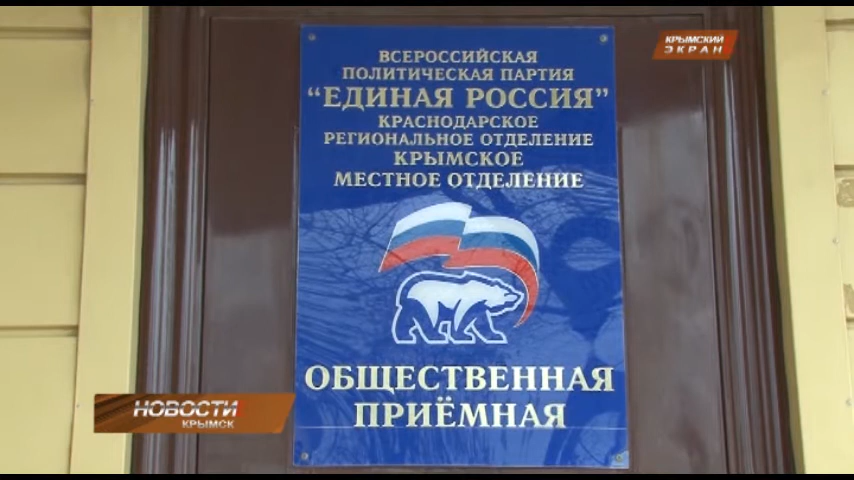 КРЫМСКИЙ
ЭКРАН
ВСЕРОССИЙСКАЯ
ПОЛИТИЧЕСКАЯ ПАРТИЯ
“ЕДИНАЯ РОССИЯ”
КРАСНОДАРСКОЕ
РЕГИОНАЛЬНОЕ ОТДЕЛЕНИЕ
КРЫМСКОЕ
МЕСТНОЕ ОТДЕЛЕНИЕ
ОБЩЕСТВЕННАЯ
ПРИЁМНАЯ
НОВОСТИ
КРЫМСК